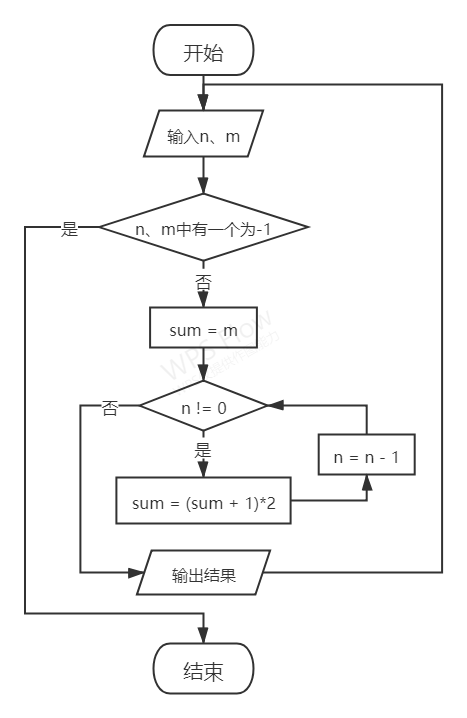 开始
输入n、m
n、m中有一个为-1
是
否
sum = m
WPS Flow
n != 0
否
是
n = n - 1
sum = (sum + 1)*2
输出结果
结束